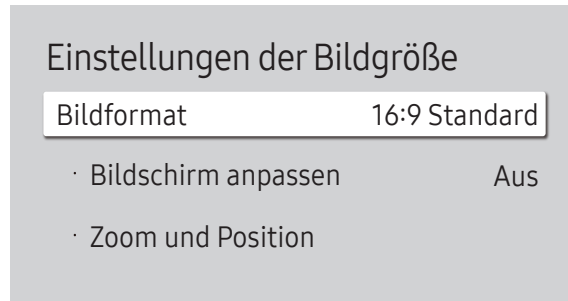 Einstellungen der Bildgröße
Bildformat 16:9 Standard
· Bildschirm anpassen Aus
· Zoom und Position